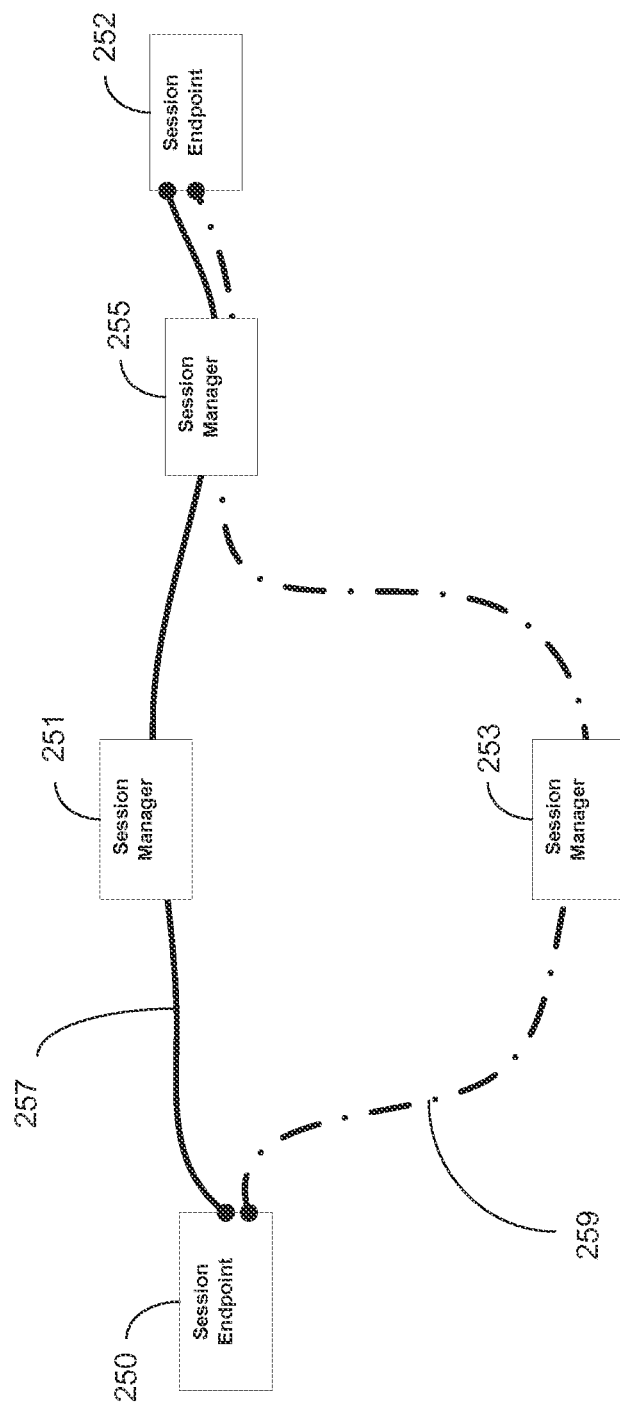 250
Session
Endpoint
257
251
Session
Manager
255
Session
Manager
252
Session
Endpoint
259
253
Session
Manager